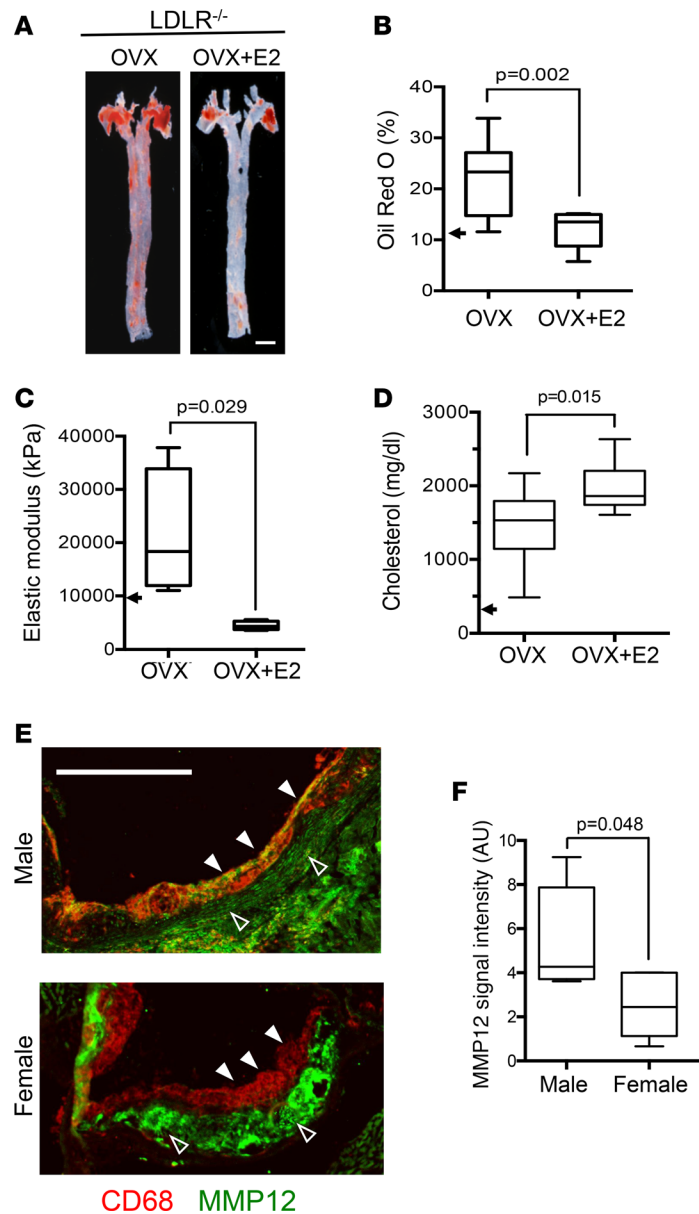 A
LDLR-/-
OVX OVX+E2
B
p=0.002
Oil Red O (%)
40
30
20
10
0
OVX OVX+E2
C
p=0.029
Elastic modulus (kPa)
40000
30000
20000
10000
0
OVX OVX+E2
D
p=0.015
Cholesterol (mg/dl)
3000
2000
1000
0
OVX OVX+E2
E
Male
Female
CD68 MMP12
F
p=0.048
MMP12 signal intensity (AU)
10
8
6
4
2
0
Male Female